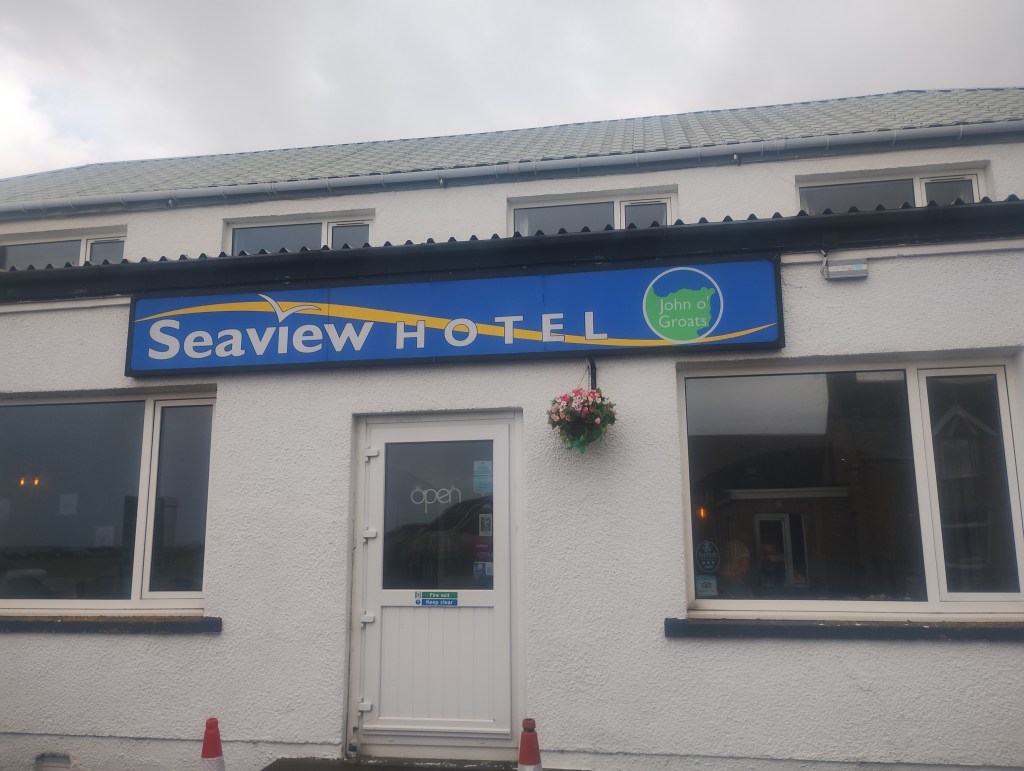 Seaview HOTEL
John o'
Groats
open
Fire exit
Keep clear